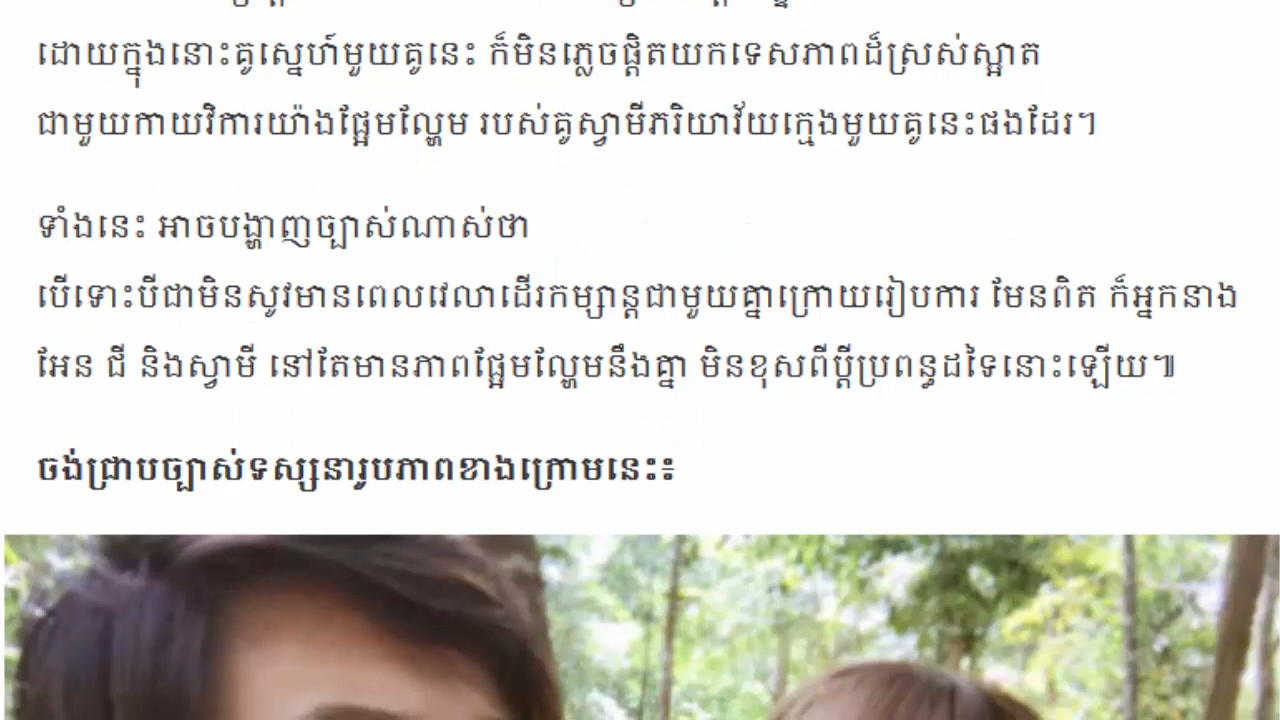 ដោយក្នុងនោះគូស្នេហ៍មួយគូនេះ ក៏មិនភ្លេចផ្តិតយកទេសភាពដ៏ស្រស់ស្អាត
ជាមួយកាយវិការយ៉ាងផ្អែមល្ហែម របស់គូស្វាមីភរិយាវ័យក្មេងមួយគូនេះផងដែរ។
ទាំងនេះ អាចបង្ហាញច្បាស់ណាស់ថា
បើទោះបីជាមិនសូវមានពេលវេលាដើរកម្សាន្តជាមួយគ្នាក្រោយរៀបការ មែនពិត ក៏អ្នកនាង
អែន ជី និងស្វាមី នៅតែមានភាពផ្អែមល្ហែមនឹងគ្នា មិនខុសពីប្តីប្រពន្ធដទៃនោះឡើយ៕
ចង់ជ្រាបច្បាស់ទស្សនារូបភាពខាងក្រោមនេះ៖